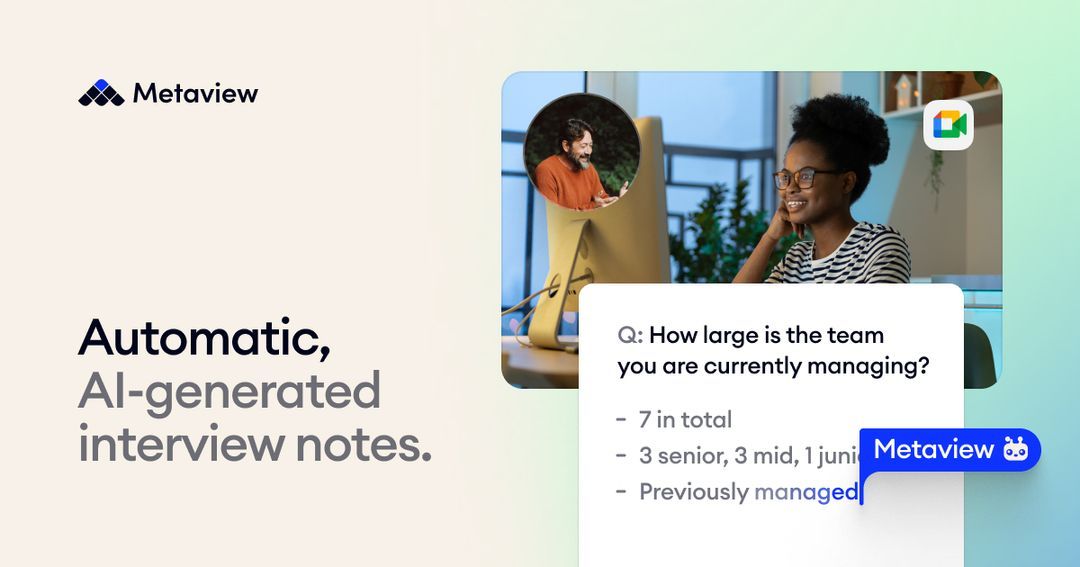 Metaview
Automatic,
AI-generated
interview notes.
Q: How large is the team
you are currently managing?
- 7 in total
- 3 senior, 3 mid, 1 juni
- Previously managed
Metaview